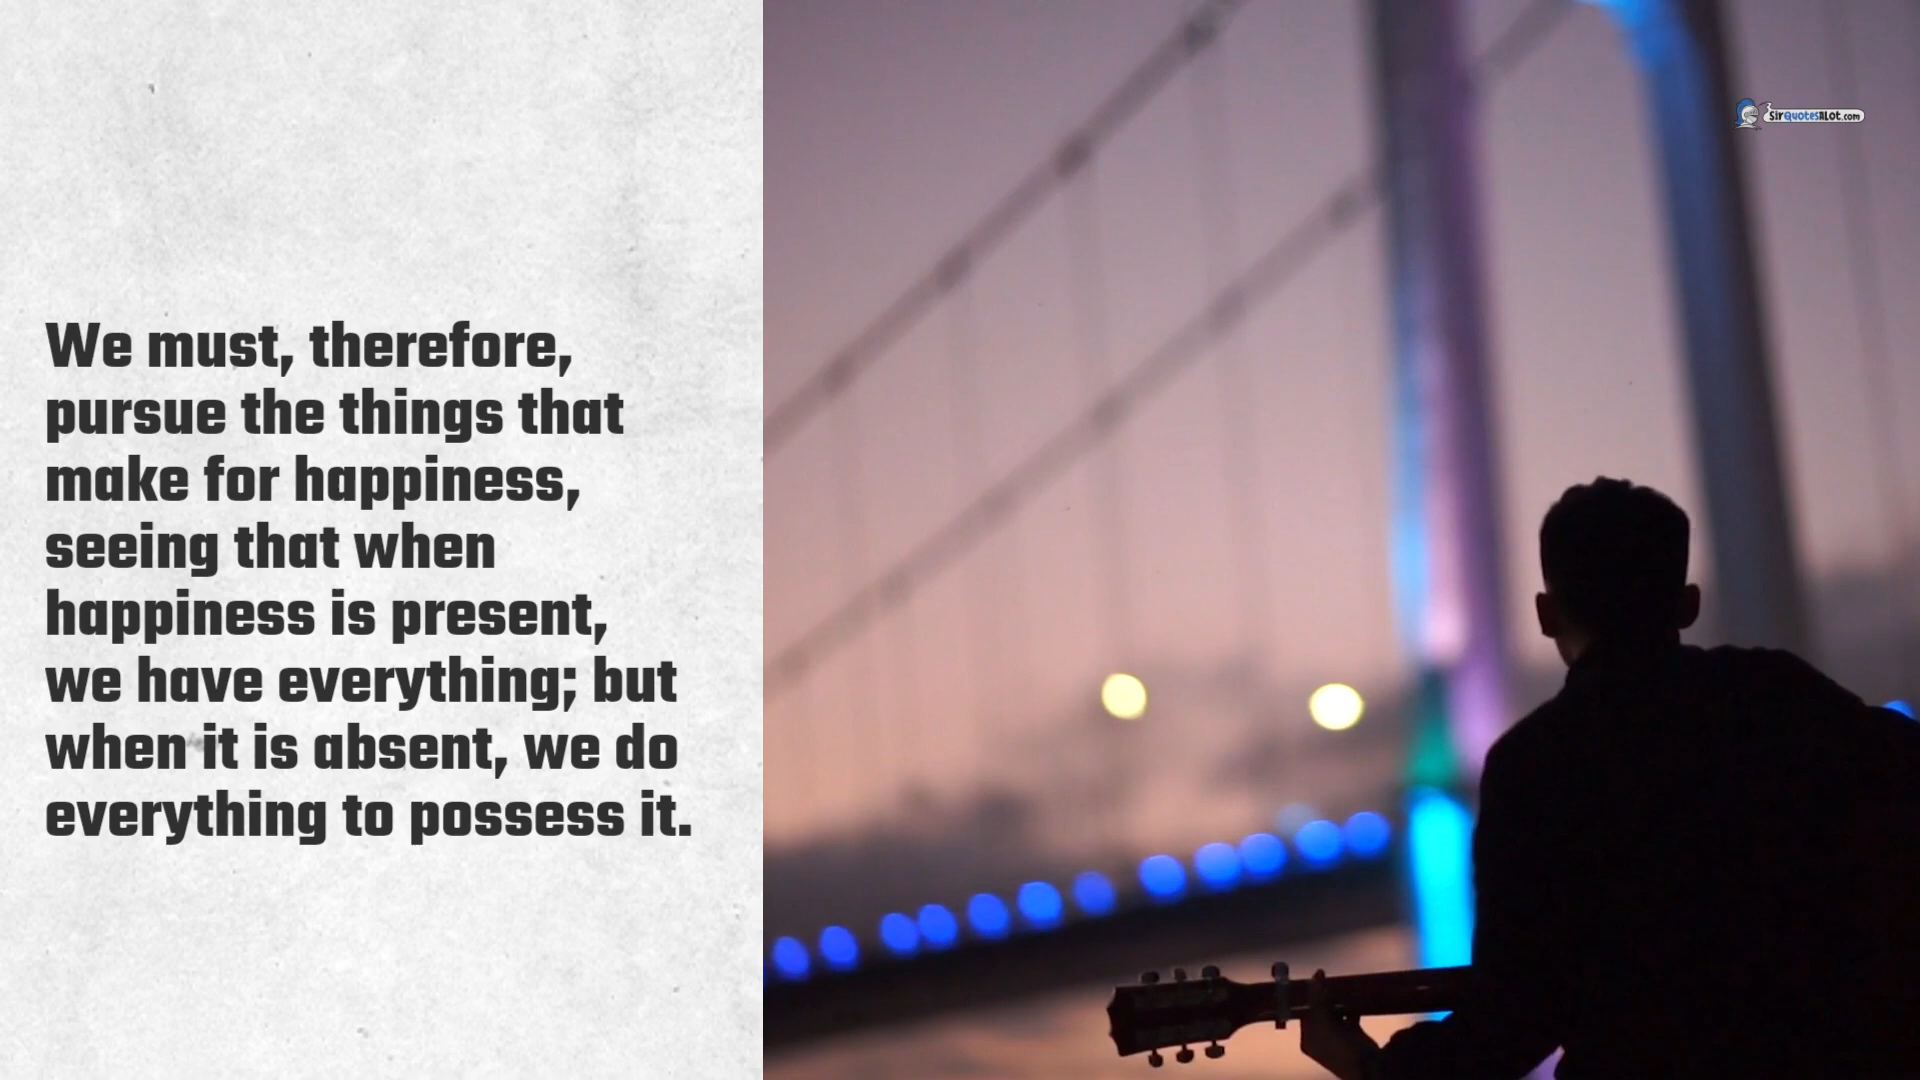 We must, therefore,
pursue the things that
make for happiness,
seeing that when
happiness is present,
we have everything; but
when it is absent, we do
everything to possess it.
SirQuotesALot.com